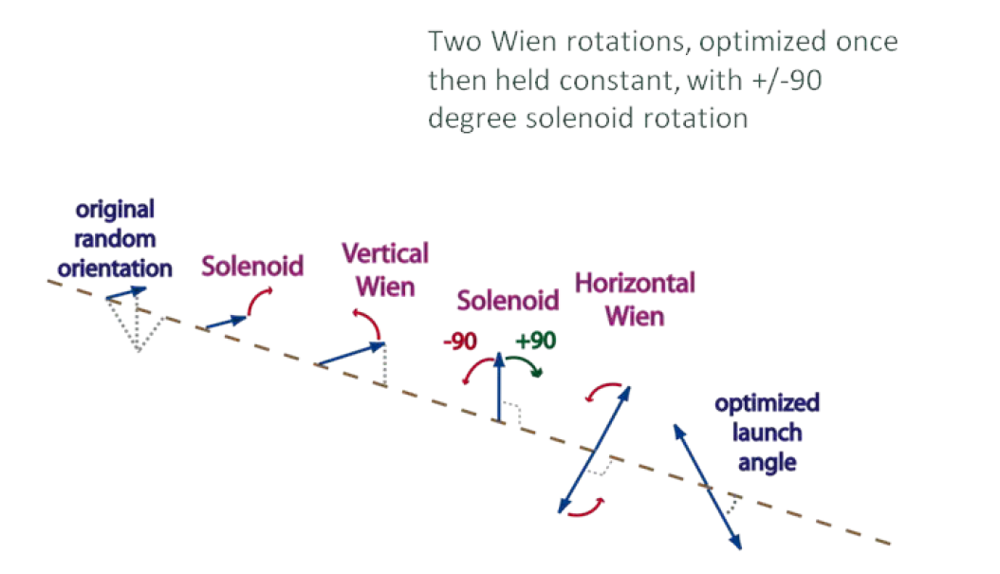 Two Wien rotations, optimized once
then held constant, with +/-90
degree solenoid rotation
original
random
orientation
Solenoid
Vertical
Wien
Solenoid
-90
+90
Horizontal
Wien
optimized
launch
angle